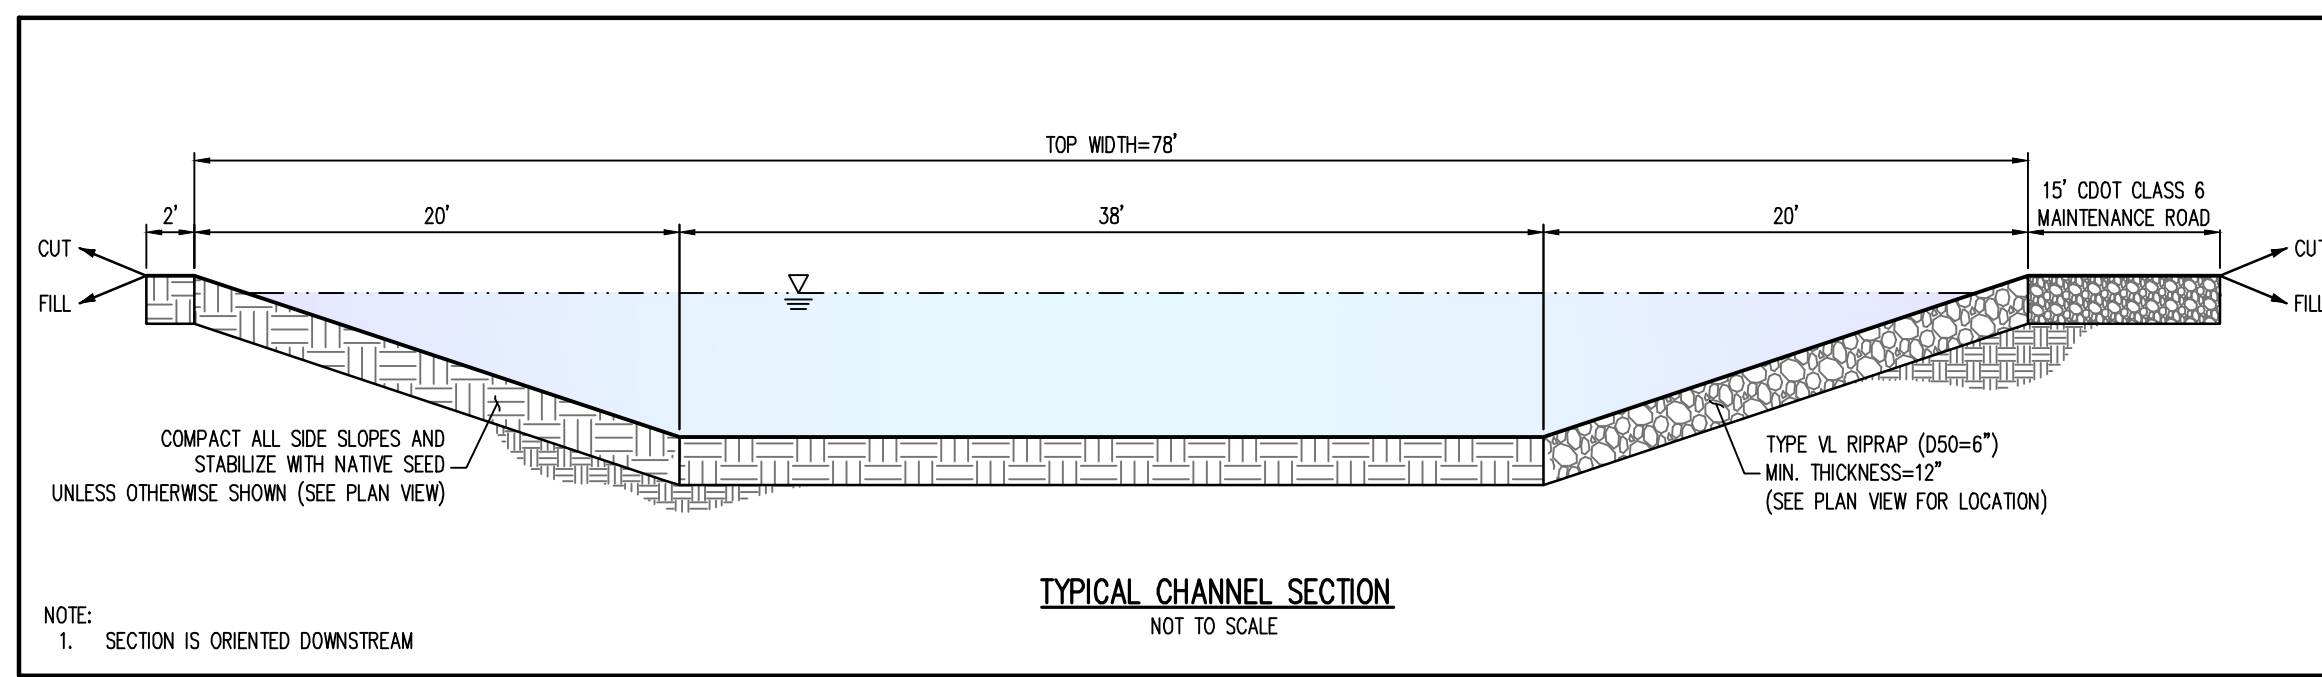 TOP WIDTH=78'
15' CDOT CLASS 6
MAINTENANCE ROAD
2'
20'
38'
20'
CUT
FILL
CUT
FILL
COMPACT ALL SIDE SLOPES AND
STABILIZE WITH NATIVE SEED
UNLESS OTHERWISE SHOWN (SEE PLAN VIEW)
TYPE VL RIPRAP (D50=6")
MIN. THICKNESS=12"
(SEE PLAN VIEW FOR LOCATION)
TYPICAL CHANNEL SECTION
NOT TO SCALE
NOTE:
1. SECTION IS ORIENTED DOWNSTREAM